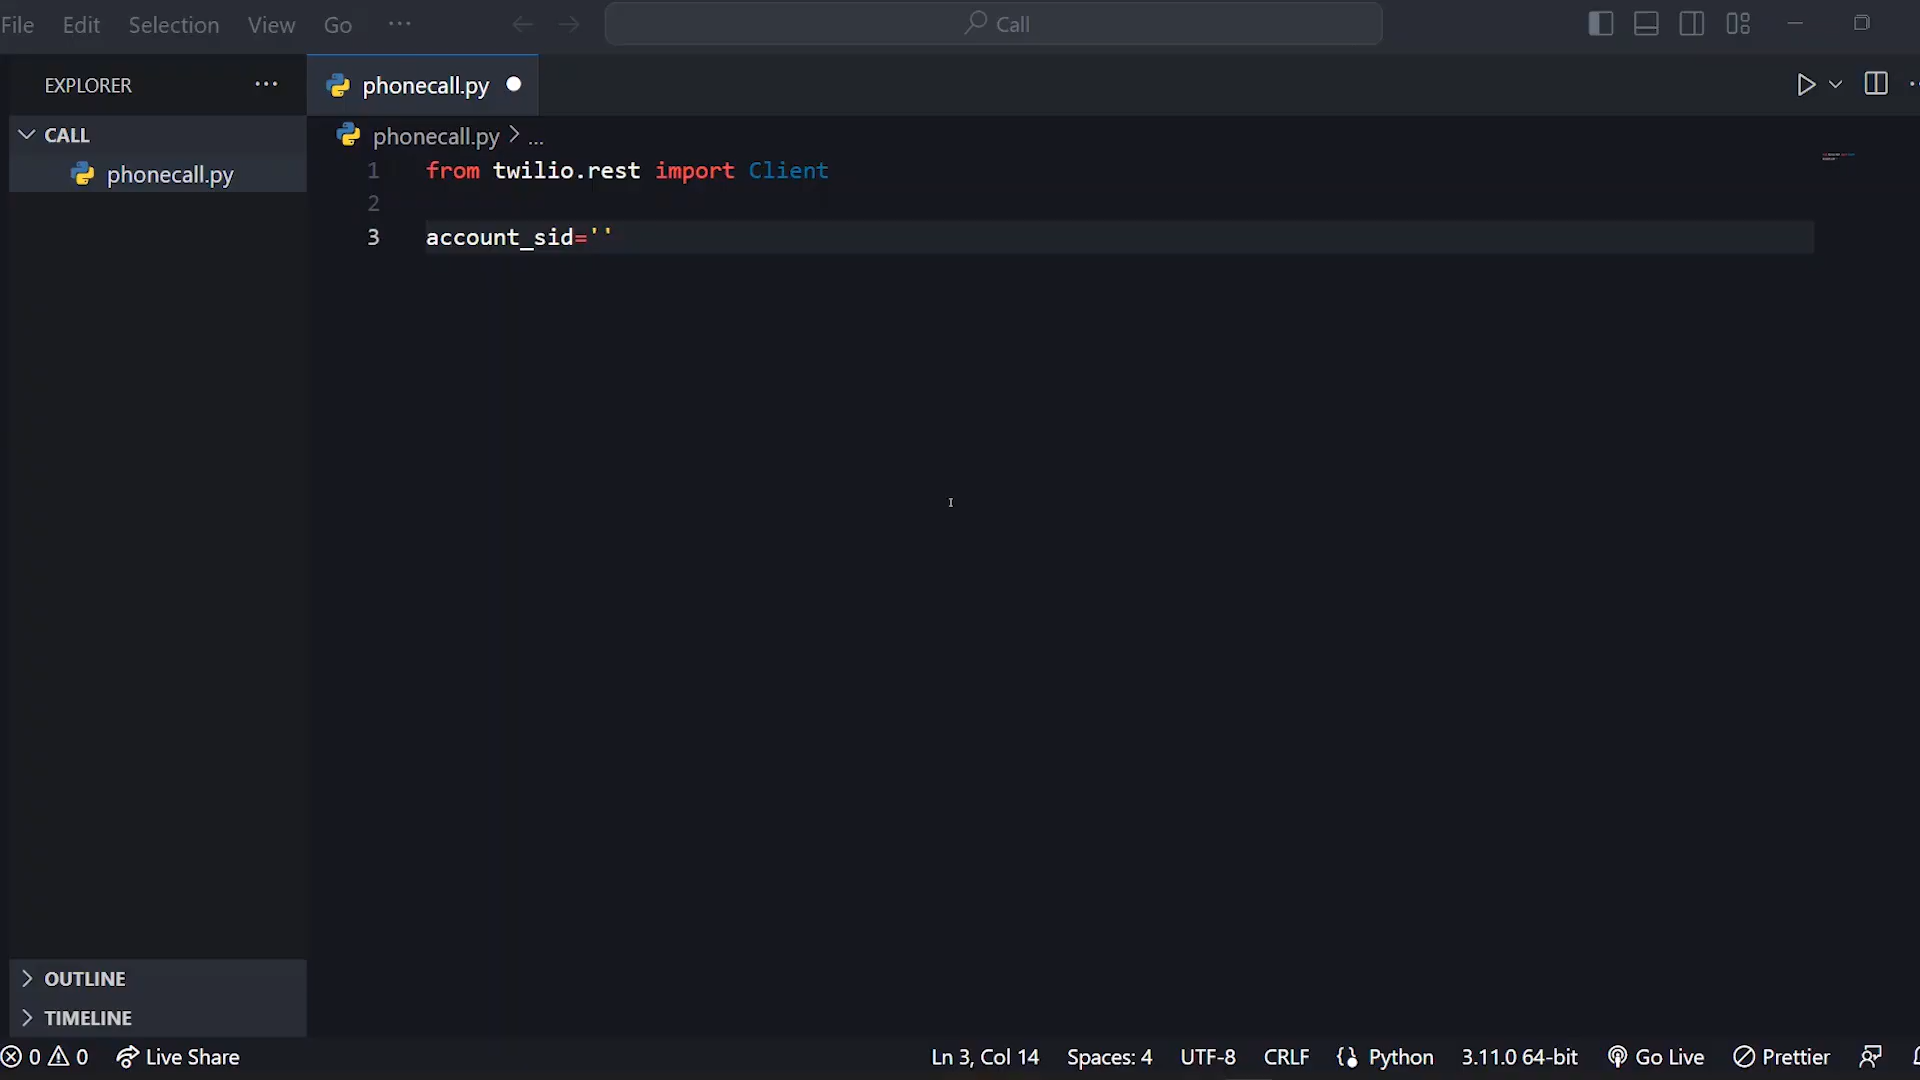 File Edit Selection View Go ··· Call
EXPLORER ···
phonecall.py
CALL
phonecall.py
phonecall.py > ...
1 from twilio.rest import Client
2
3 account_sid=''
OUTLINE
TIMELINE
0 0 Live Share Ln 3, Col 14 Spaces: 4 UTF-8 CRLF Python 3.11.0 64-bit Go Live Prettier